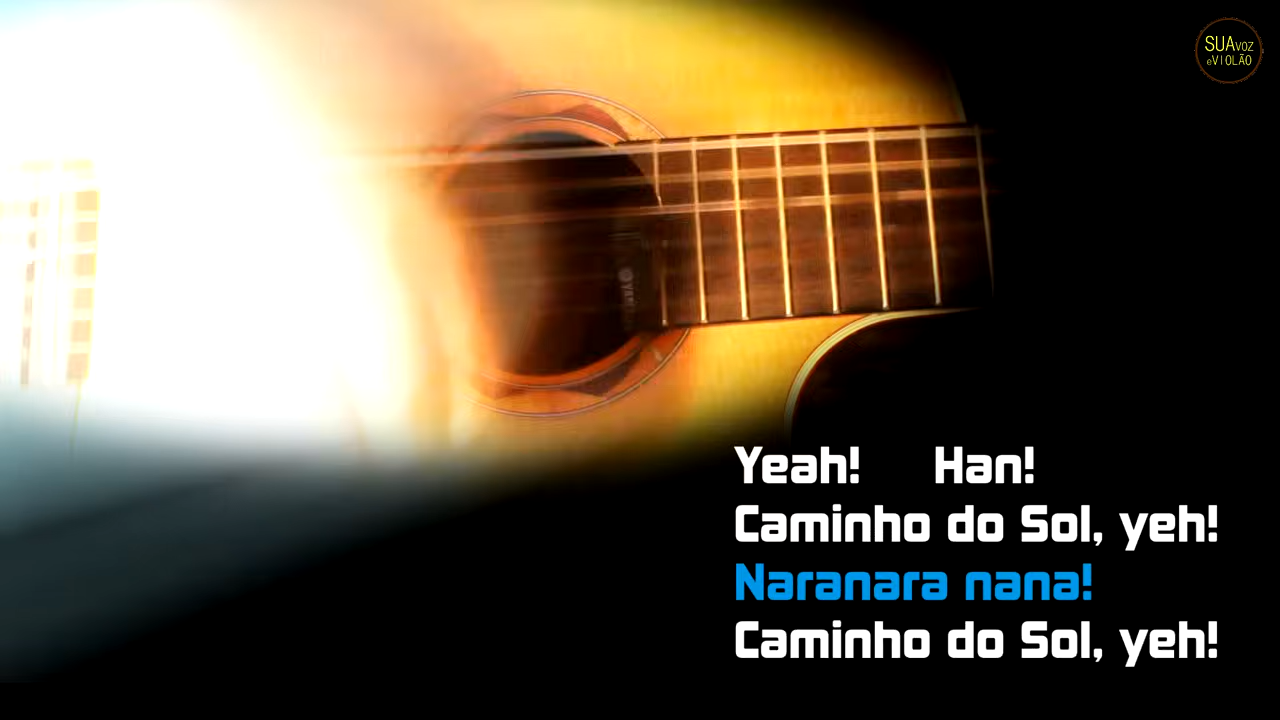 SUA VOZ
e VIOLÃO
Yeah! Han!
Caminho do Sol, yeh!
Naranara nana!
Caminho do Sol, yeh!